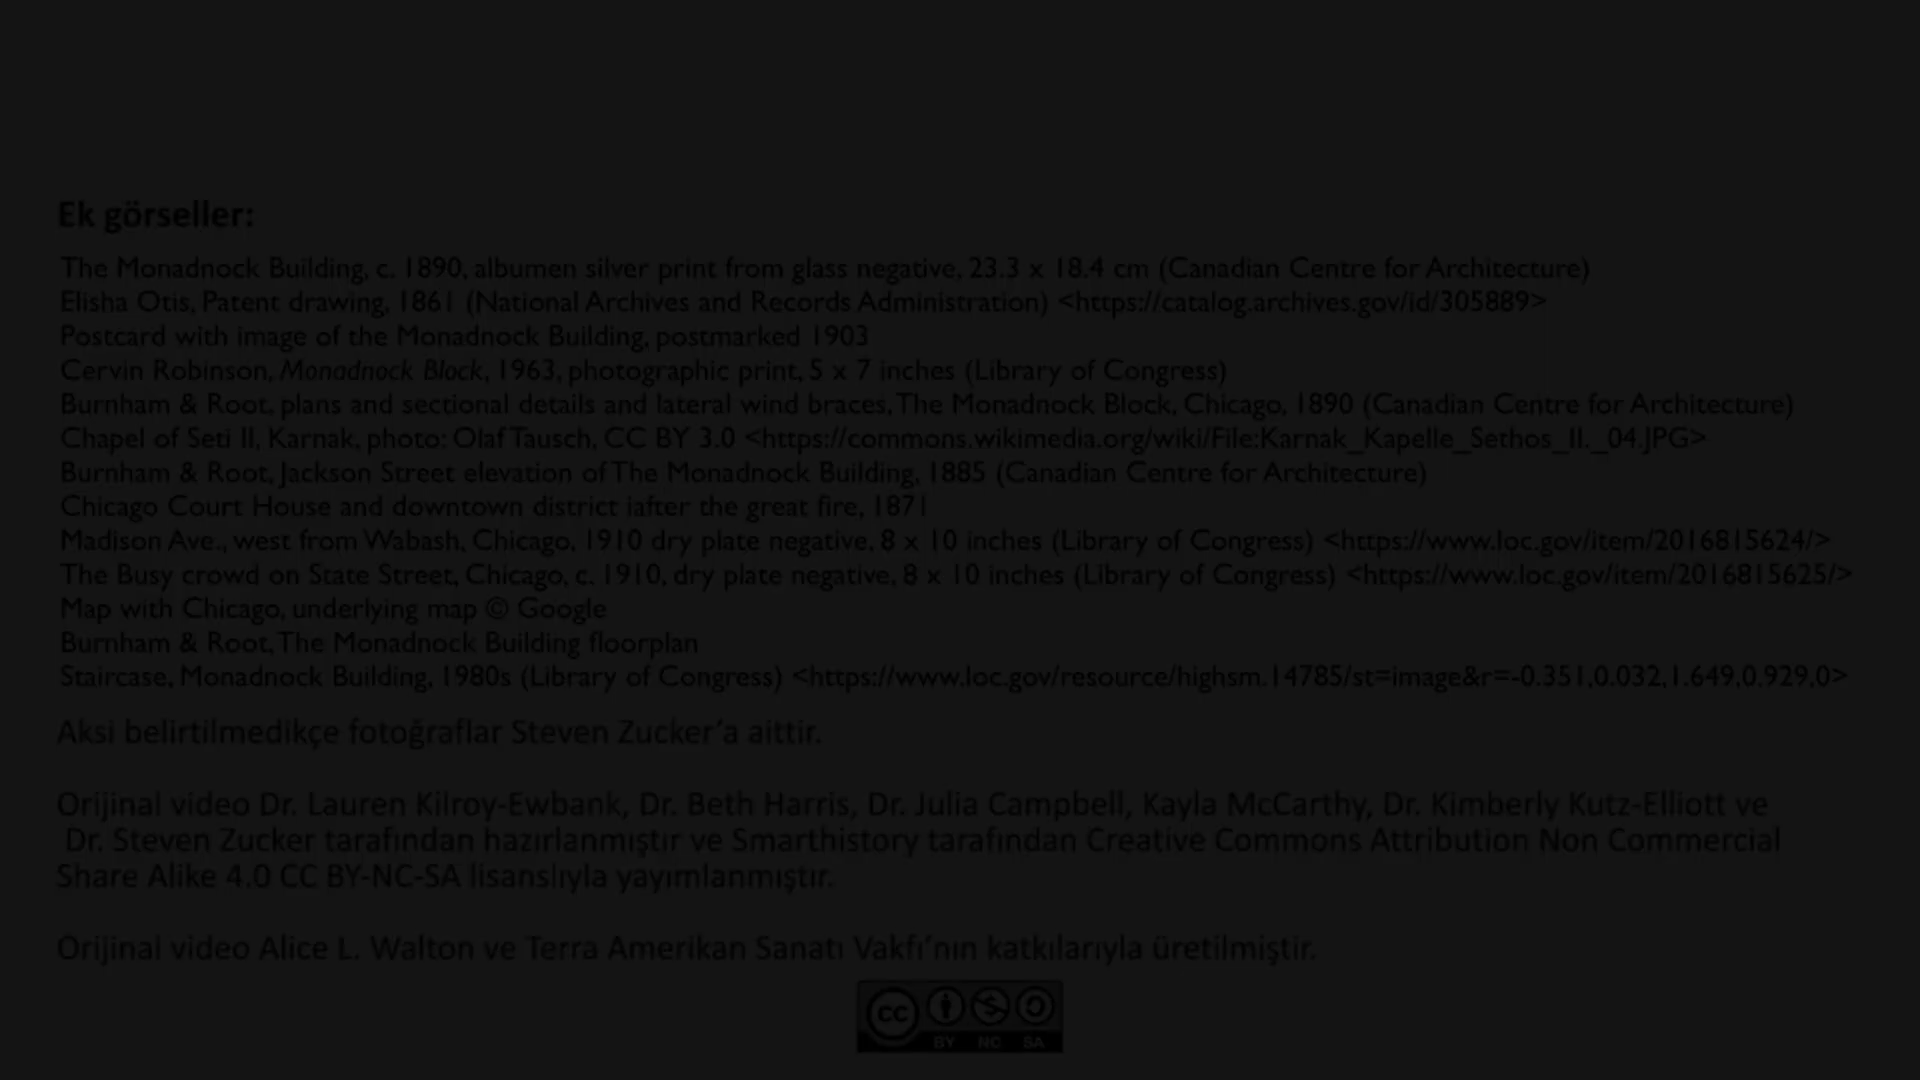 Ek görseller:
The Monadnock Building, c. 1890, albumen silver print from glass negative, 23.3 x 18.4 cm (Canadian Centre for Architecture)
Elisha Otis, Patent drawing, 1861 (National Archives and Records Administration) <https://catalog.archives.gov/id/305889>
Postcard with image of the Monadnock Building, postmarked 1903
Cervin Robinson, Monadnock Block, 1963, photographic print, 5 x 7 inches (Library of Congress)
Burnham & Root, plans and sectional details and lateral wind braces, The Monadnock Block, Chicago, 1890 (Canadian Centre for Architecture)
Chapel of Seti II, Karnak, photo: Olaf Tausch, CC BY 3.0 <https://commons.wikimedia.org/wiki/File:Karnak_Kapelle_Sethos_II._04.JPG>
Burnham & Root, Jackson Street elevation of The Monadnock Building, 1885 (Canadian Centre for Architecture)
Chicago Court House and downtown district iafter the great fire, 1871
Madison Ave., west from Wabash, Chicago, 1910 dry plate negative, 8 x 10 inches (Library of Congress) <https://www.loc.gov/item/2016815624/>
The Busy crowd on State Street, Chicago, c. 1910, dry plate negative, 8 x 10 inches (Library of Congress) <https://www.loc.gov/item/2016815625/>
Map with Chicago, underlying map © Google
Burnham & Root, The Monadnock Building floorplan
Staircase, Monadnock Building, 1980s (Library of Congress) <https://www.loc.gov/resource/highsm.14785/st=image&r=-0.351,0.032,1.649,0.929,0>
Aksi belirtilmedikçe fotoğraflar Steven Zucker’a aittir.
Orijinal video Dr. Lauren Kilroy-Ewbank, Dr. Beth Harris, Dr. Julia Campbell, Kayla McCarthy, Dr. Kimberly Kutz-Elliott ve
Dr. Steven Zucker tarafından hazırlanmıştır ve Smarthistory tarafından Creative Commons Attribution Non Commercial
Share Alike 4.0 CC BY-NC-SA lisanslıyla yayımlanmıştır.
Orijinal video Alice L. Walton ve Terra Amerikan Sanatı Vakfı’nın katkılarıyla üretilmiştir.
cc
BY NC SA